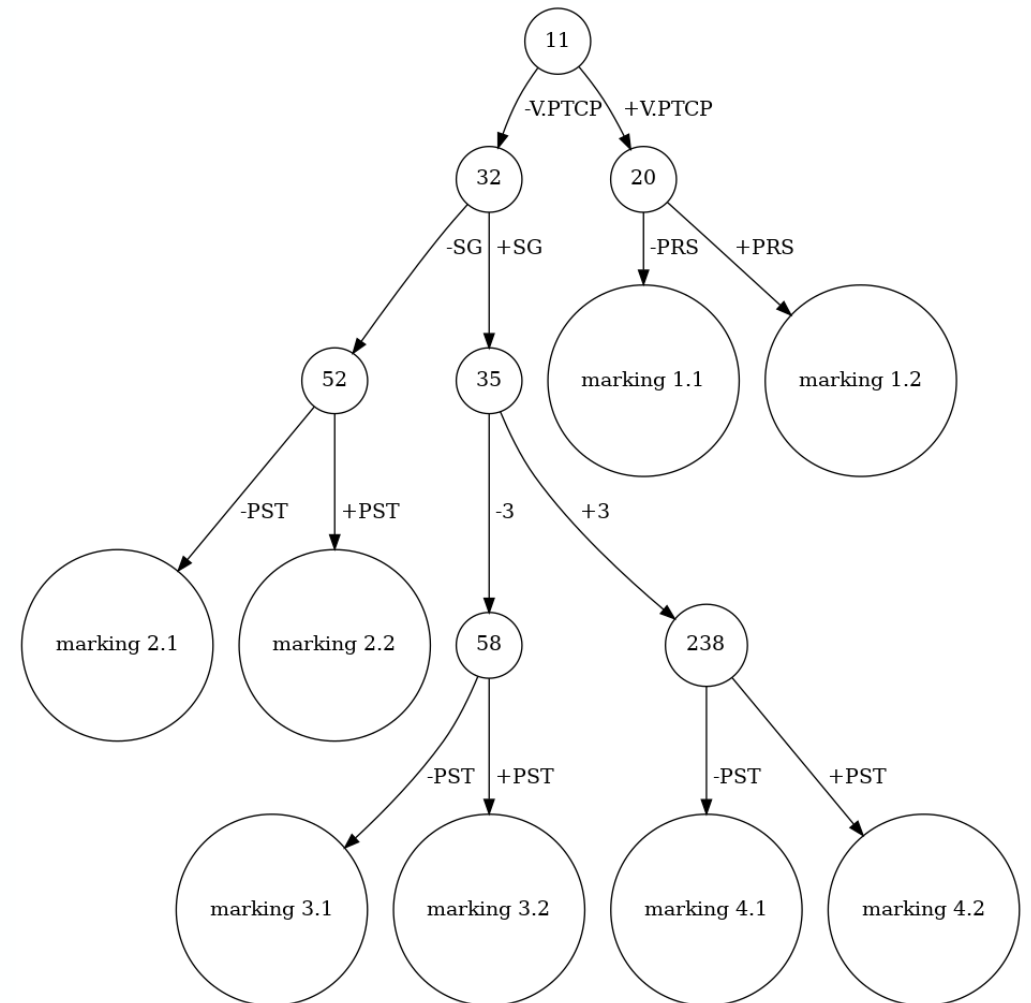 11
-V.PTCP +V.PTCP
32 20
-SG +SG -PRS +PRS
52 35 marking 1.1 marking 1.2
-PST +PST -3 +3
marking 2.1 marking 2.2 58 238
-PST +PST -PST +PST
marking 3.1 marking 3.2 marking 4.1 marking 4.2